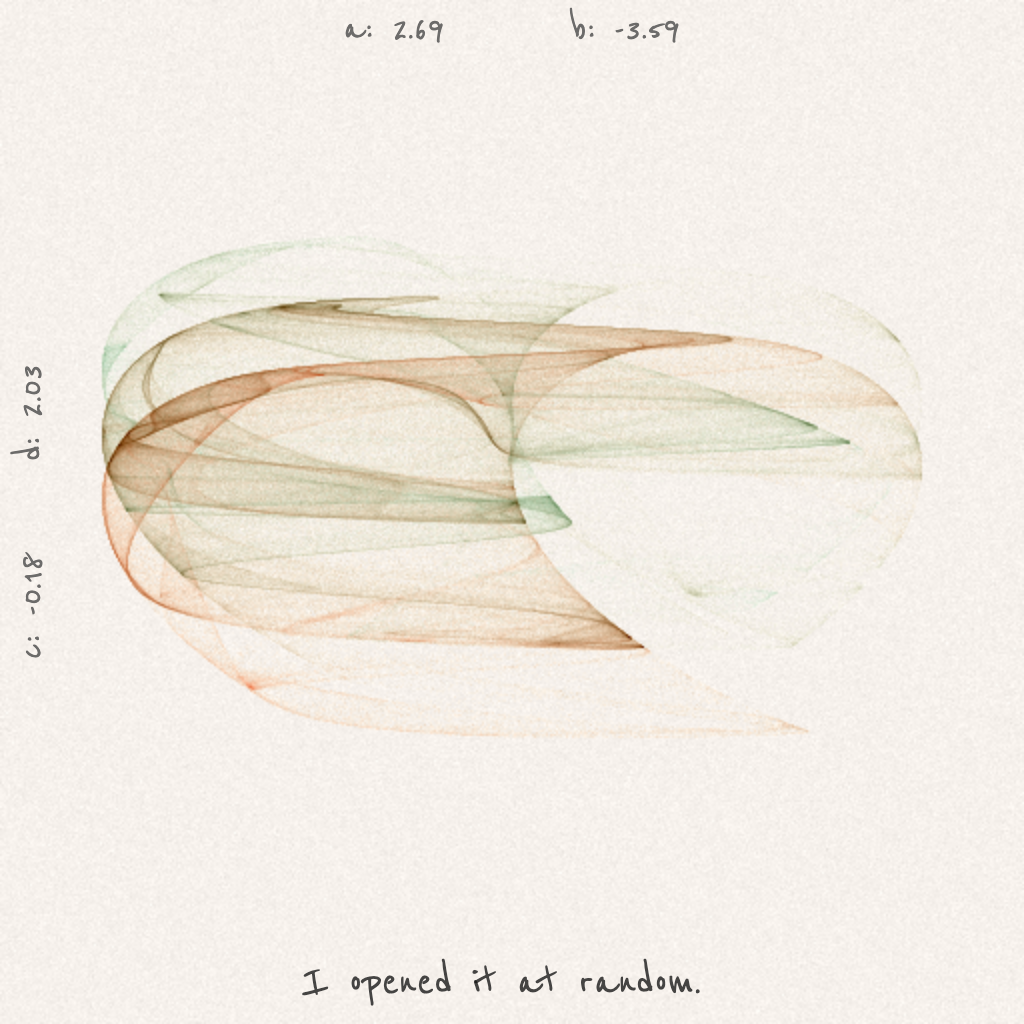 a: 2.69
b: -3.59
d: 2.03
c: -0.18
I opened it at random.